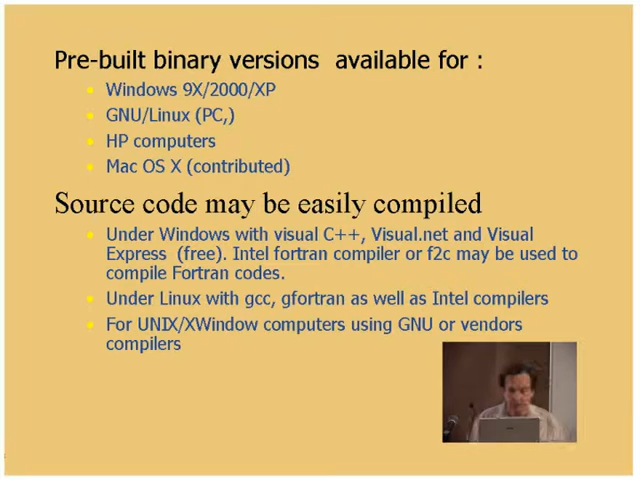 Pre-built binary versions available for :
Windows 9X/2000/XP
GNU/Linux (PC,)
HP computers
Mac OS X (contributed)
Source code may be easily compiled
Under Windows with visual C++, Visual.net and Visual
Express (free). Intel fortran compiler or f2c may be used to
compile Fortran codes.
Under Linux with gcc, gfortran as well as Intel compilers
For UNIX/XWindow computers using GNU or vendors
compilers